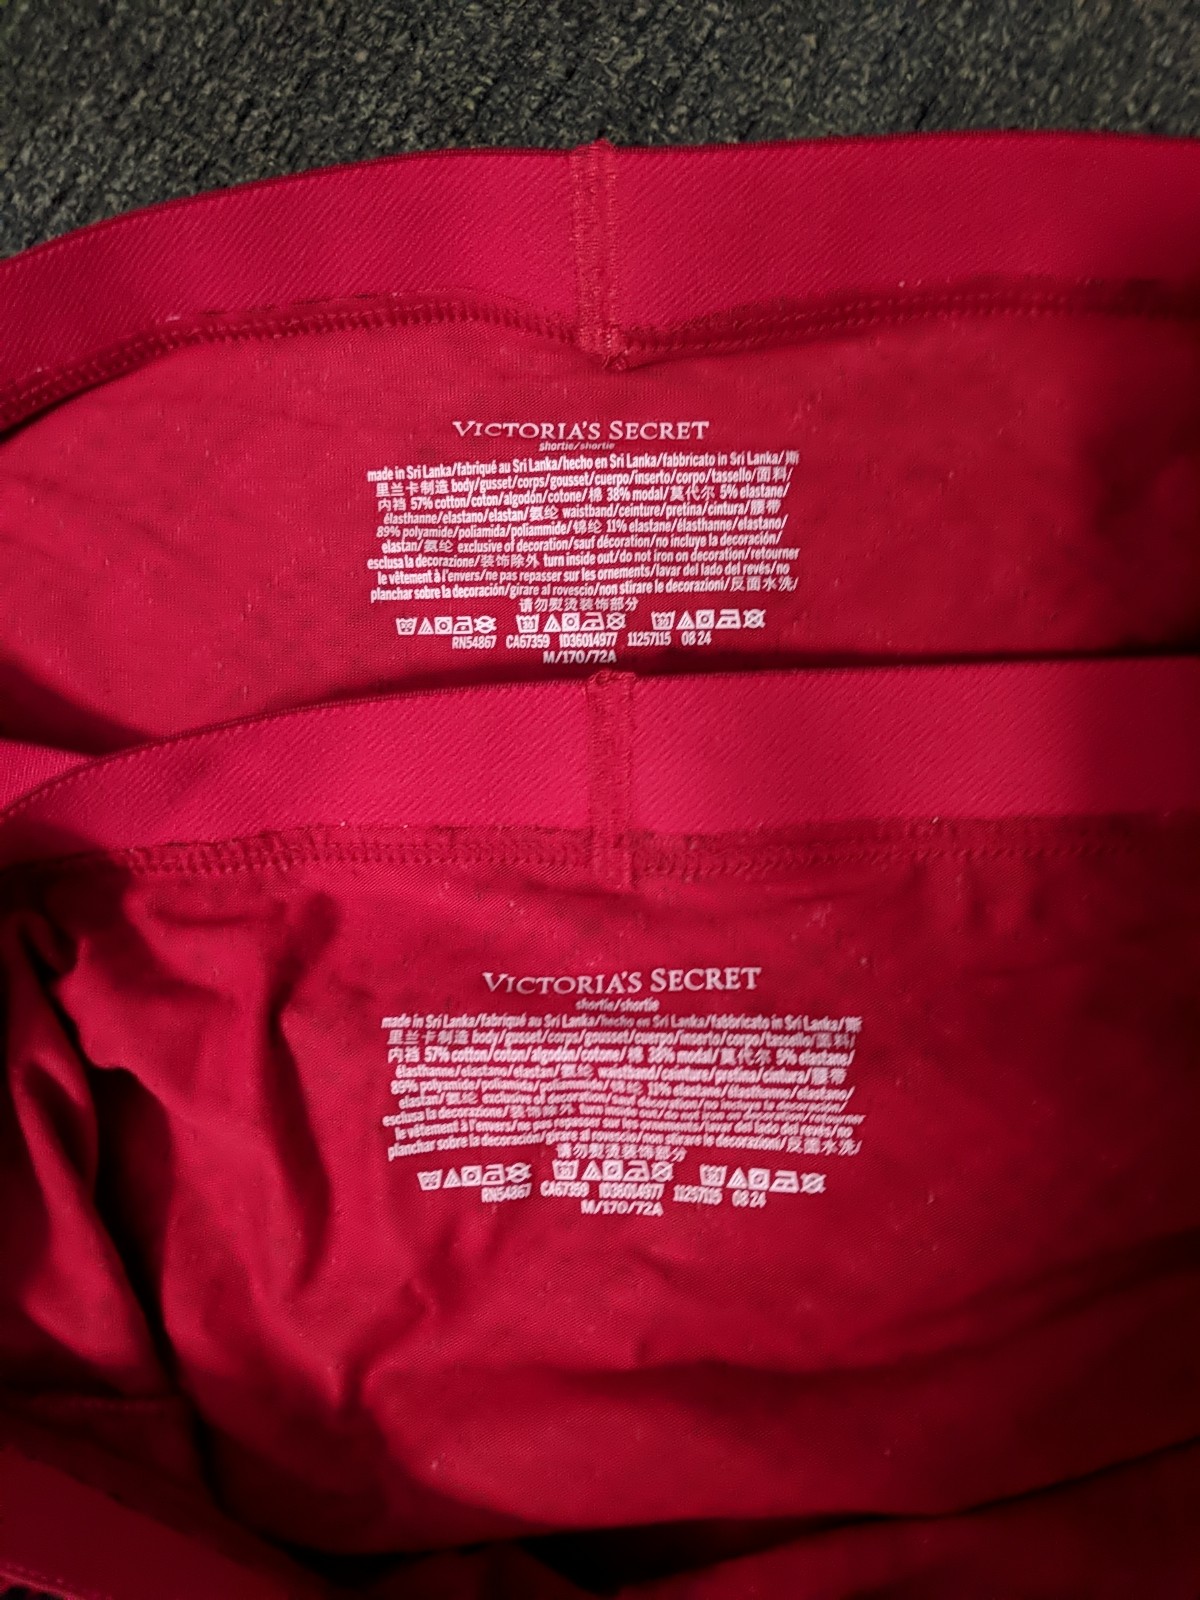 VICTORIA'S SECRET
shortie/shortie
made in Sri Lanka/fabriqué au Sri Lanka/hecho en Sri Lanka/fabbricato in Sri Lanka/斯
里兰卡制造 body/gusset/corps/gousset/cuerpo/inserto/corpo/tassello/面料/
内裆 57% cotton/coton/algodón/cotone/棉 38% modal/莫代尔 5% elastane/
élasthanne/elastano/elastan/氨纶 waistband/ceinture/pretina/cintura/腰带
89% polyamide/poliamida/poliammide/锦纶 11% elastane/élasthanne/elastano/
elastan/氨纶 exclusive of decoration/sauf décoration/no incluye la decoración/
esclusa la decorazione/装饰除外 turn inside out/do not iron on decoration/retourner
le vêtement à l'envers/ne pas repasser sur les ornements/lavar del lado del revés/no
planchar sobre la decoración/girare al rovescio/non stirare le decorazioni/反面水洗/
请勿熨烫装饰部分
RN54867 CA67359 ID36014977 11257115 08 24
M/170/72A
VICTORIA'S SECRET
shortie/shortie
made in Sri Lanka/fabriqué au Sri Lanka/hecho en Sri Lanka/fabbricato in Sri Lanka/斯
里兰卡制造 body/gusset/corps/gousset/cuerpo/inserto/corpo/tassello/面料/
内裆 57% cotton/coton/algodón/cotone/棉 38% modal/莫代尔 5% elastane/
élasthanne/elastano/elastan/氨纶 waistband/ceinture/pretina/cintura/腰带
89% polyamide/poliamida/poliammide/锦纶 11% elastane/élasthanne/elastano/
elastan/氨纶 exclusive of decoration/sauf décoration/no incluye la decoración/
esclusa la decorazione/装饰除外 turn inside out/do not iron on decoration/retourner
le vêtement à l'envers/ne pas repasser sur les ornements/lavar del lado del revés/no
planchar sobre la decoración/girare al rovescio/non stirare le decorazioni/反面水洗/
请勿熨烫装饰部分
RN54867 CA67359 ID36014977 11257115 08 24
M/170/72A